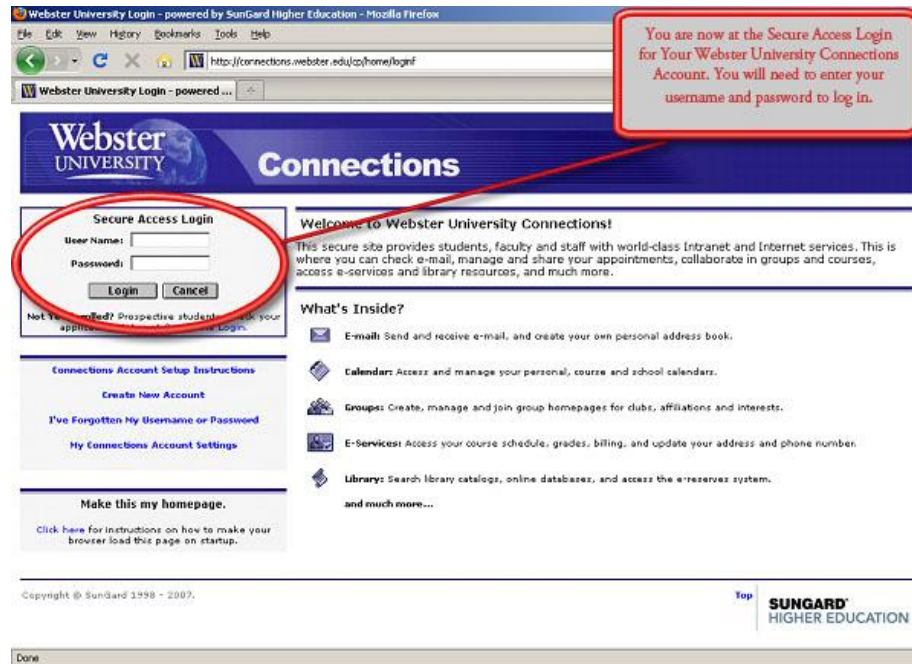 Webster University Login - powered by SunGard Higher Education - Mozilla Firefox
File Edit View History Bookmarks Tools Help
http://connections.webster.edu/cp/home/loginf
Webster University Login - powered ...
You are now at the Secure Access Login
for Your Webster University Connections
Account. You will need to enter your
username and password to log in.
Webster
UNIVERSITY
Connections
Secure Access Login
User Name:
Password:
Login Cancel
Not Yet Enrolled? Prospective students check your
Login.
Connections Account Setup Instructions
Create New Account
I've Forgotten My Username or Password
My Connections Account Settings
Make this my homepage.
Click here for instructions on how to make your
browser load this page on startup.
Welcome to Webster University Connections!
This secure site provides students, faculty and staff with world-class Intranet and Internet services. This is
where you can check e-mail, manage and share your appointments, collaborate in groups and courses,
access e-services and library resources, and much more.
What's Inside?
E-mail: Send and receive e-mail, and create your own personal address book.
Calendar: Access and manage your personal, course and school calendars.
Groups: Create, manage and join group homepages for clubs, affiliations and interests.
E-Services: Access your course schedule, grades, billing, and update your address and phone number.
Library: Search library catalogs, online databases, and access the e-reserves system.
and much more...
Copyright © SunGard 1998 - 2007.
Top
SUNGARD
HIGHER EDUCATION
Done